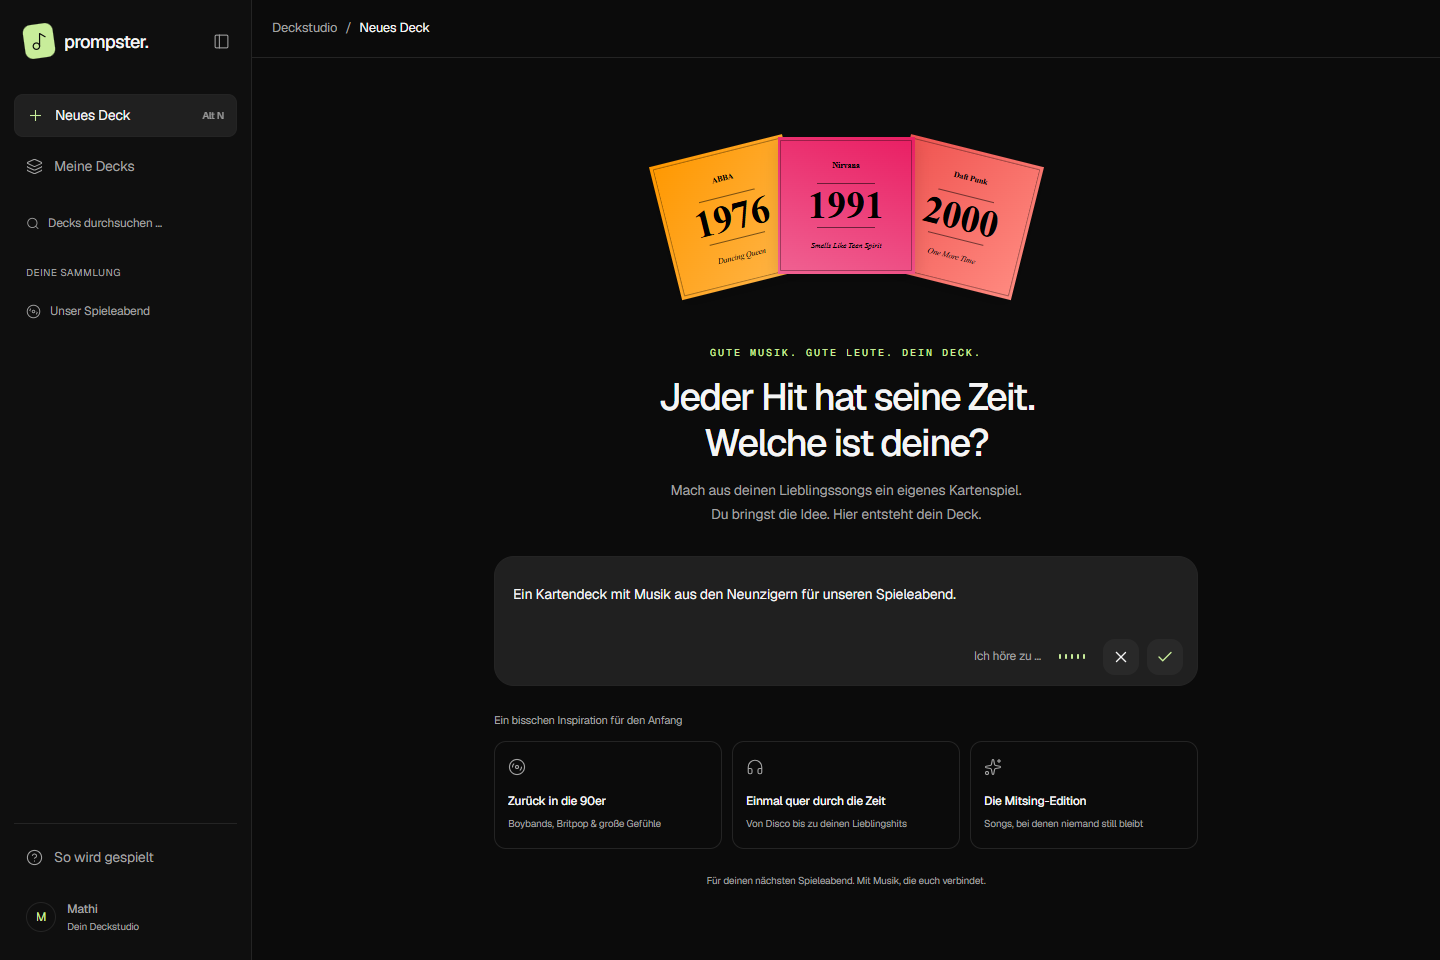 prompster.
Neues Deck
Alt N
Meine Decks
Decks durchsuchen ...
DEINE SAMMLUNG
Unser Spieleabend
So wird gespielt
M
Mathi
Dein Deckstudio
Deckstudio / Neues Deck
ABBA
1976
Dancing Queen
Nirvana
1991
Smells Like Teen Spirit
Daft Punk
2000
One More Time
GUTE MUSIK. GUTE LEUTE. DEIN DECK.
Jeder Hit hat seine Zeit.
Welche ist deine?
Mach aus deinen Lieblingssongs ein eigenes Kartenspiel.
Du bringst die Idee. Hier entsteht dein Deck.
Ein Kartendeck mit Musik aus den Neunzigern für unseren Spieleabend.
Ich höre zu ...
Ein bisschen Inspiration für den Anfang
Zurück in die 90er
Boybands, Britpop & große Gefühle
Einmal quer durch die Zeit
Von Disco bis zu deinen Lieblingshits
Die Mitsing-Edition
Songs, bei denen niemand still bleibt
Für deinen nächsten Spieleabend. Mit Musik, die euch verbindet.